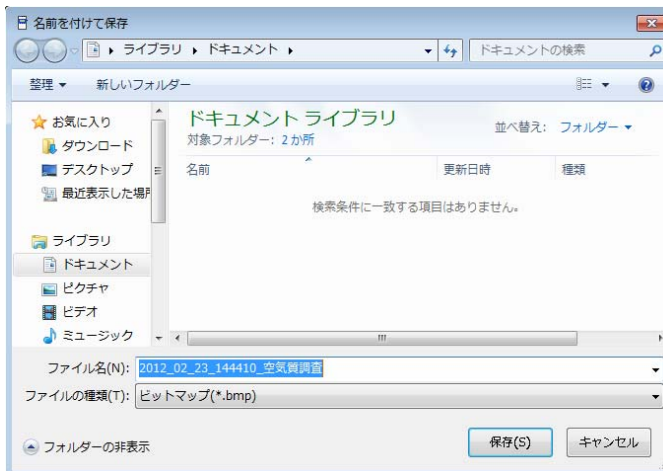 名前を付けて保存
ライブラリ ドキュメント
ドキュメントの検索
整理 新しいフォルダー
お気に入り
ダウンロード
デスクトップ
最近表示した場所
ライブラリ
ドキュメント
ピクチャ
ビデオ
ミュージック
ドキュメント ライブラリ
対象フォルダー: 2 か所
並べ替え: フォルダー
名前 更新日時 種類
検索条件に一致する項目はありません。
ファイル名(N): 2012_02_23_144410_空気質調査
ファイルの種類(T): ビットマップ(*.bmp)
フォルダーの非表示
保存(S) キャンセル